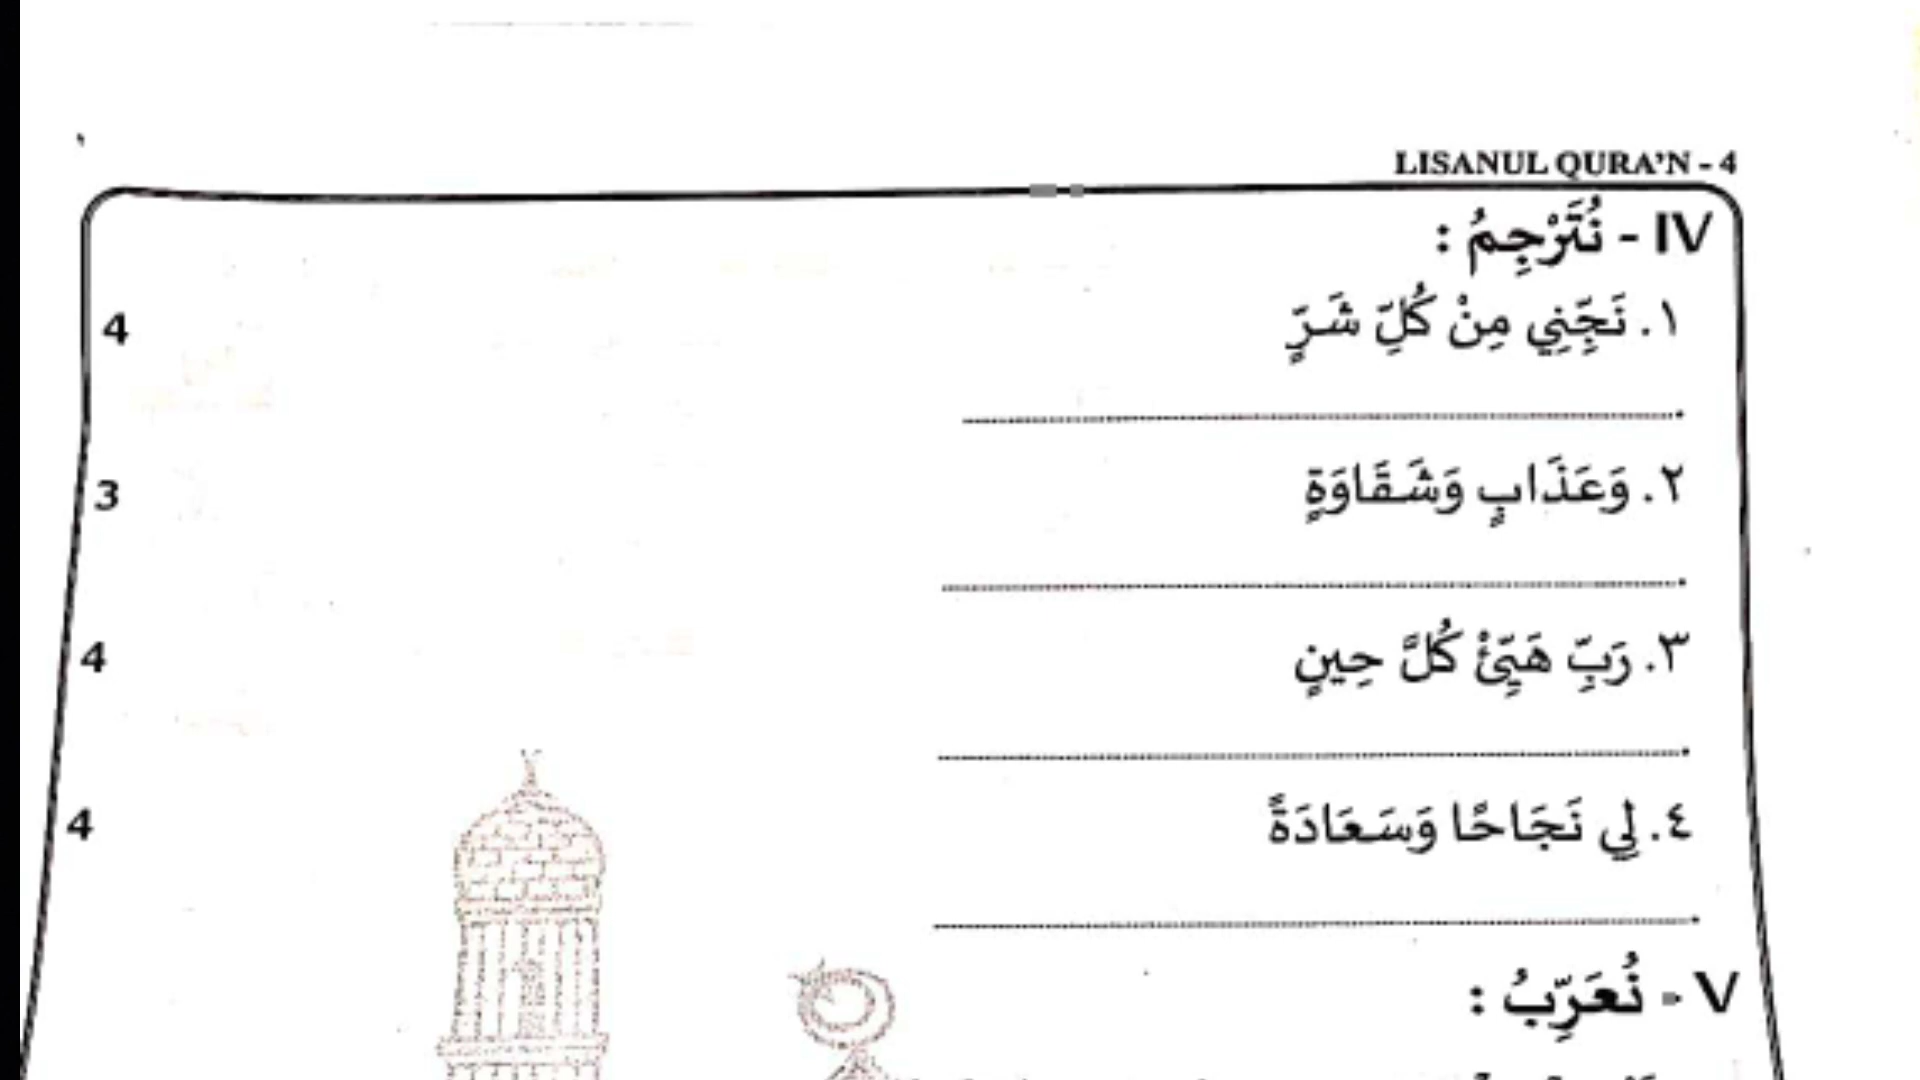 LISANUL QURA'N - 4
IV - نُتَرْجِمُ :
١. نَجِّنِي مِنْ كُلِّ شَرٍّ 4
٢. وَعَذَابٍ وَشَقَاوَةٍ 3
٣. رَبِّ هَيِّئْ كُلَّ حِينٍ 4
٤. لِي نَجَاحًا وَسَعَادَةً 4
V - نُعَرِّبُ :